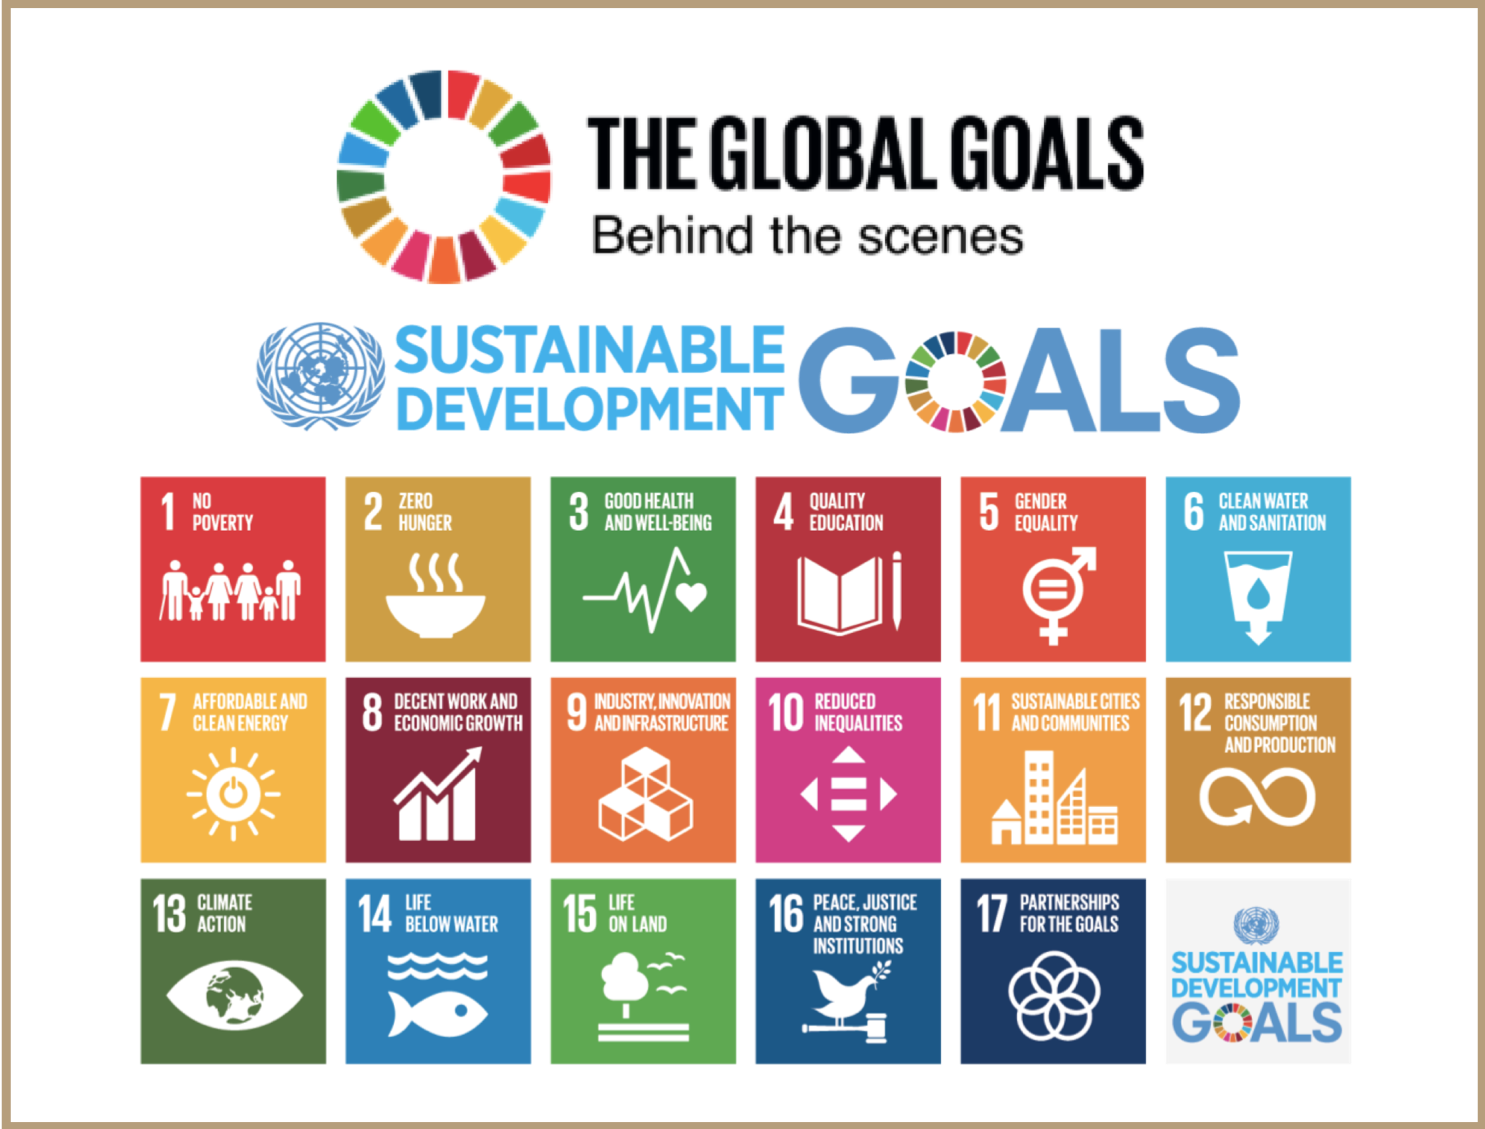 THE GLOBAL GOALS
Behind the scenes
SUSTAINABLE
DEVELOPMENT
GOALS
1 NO
POVERTY
2 ZERO
HUNGER
3 GOOD HEALTH
AND WELL-BEING
4 QUALITY
EDUCATION
5 GENDER
EQUALITY
6 CLEAN WATER
AND SANITATION
7 AFFORDABLE AND
CLEAN ENERGY
8 DECENT WORK AND
ECONOMIC GROWTH
9 INDUSTRY, INNOVATION
AND INFRASTRUCTURE
10 REDUCED
INEQUALITIES
11 SUSTAINABLE CITIES
AND COMMUNITIES
12 RESPONSIBLE
CONSUMPTION
AND PRODUCTION
13 CLIMATE
ACTION
14 LIFE
BELOW WATER
15 LIFE
ON LAND
16 PEACE, JUSTICE
AND STRONG
INSTITUTIONS
17 PARTNERSHIPS
FOR THE GOALS
SUSTAINABLE
DEVELOPMENT
GOALS